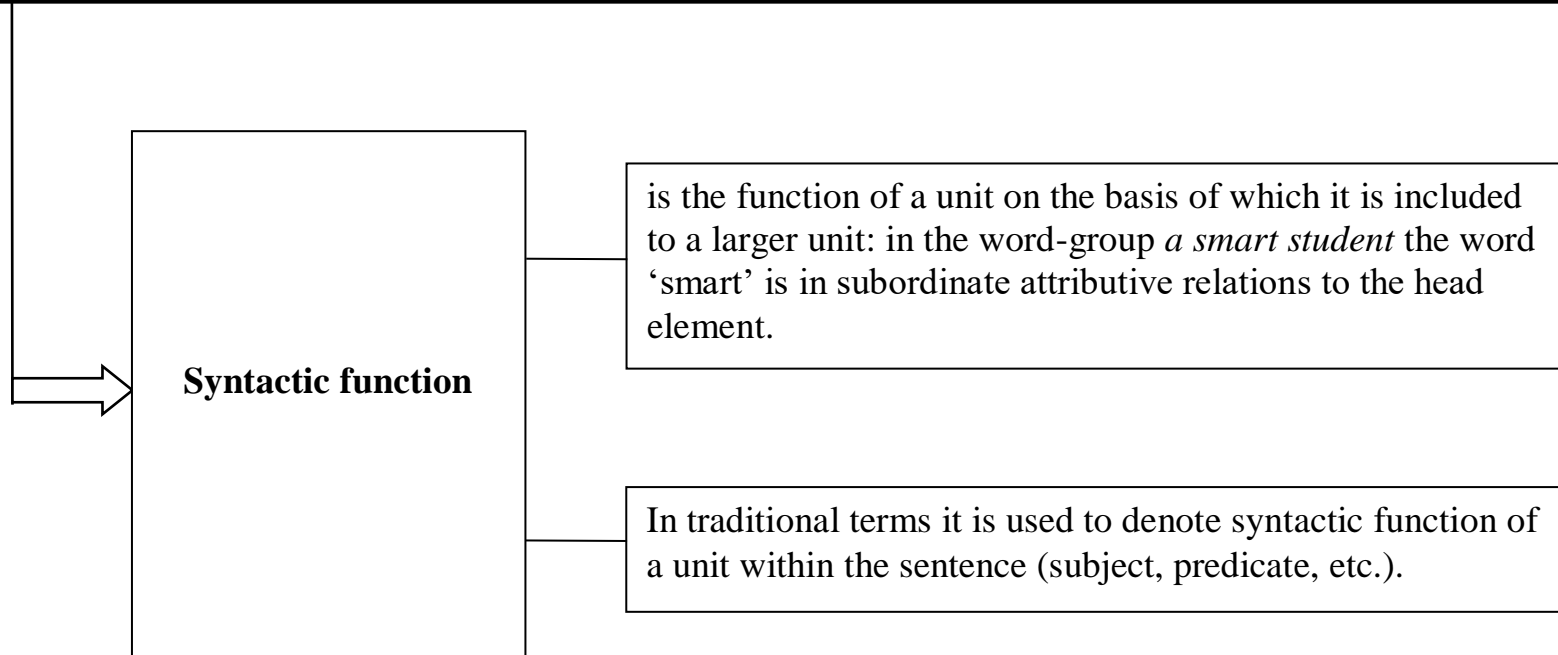 Syntactic function
is the function of a unit on the basis of which it is included
to a larger unit: in the word-group a smart student the word
‘smart’ is in subordinate attributive relations to the head
element.
In traditional terms it is used to denote syntactic function of
a unit within the sentence (subject, predicate, etc.).